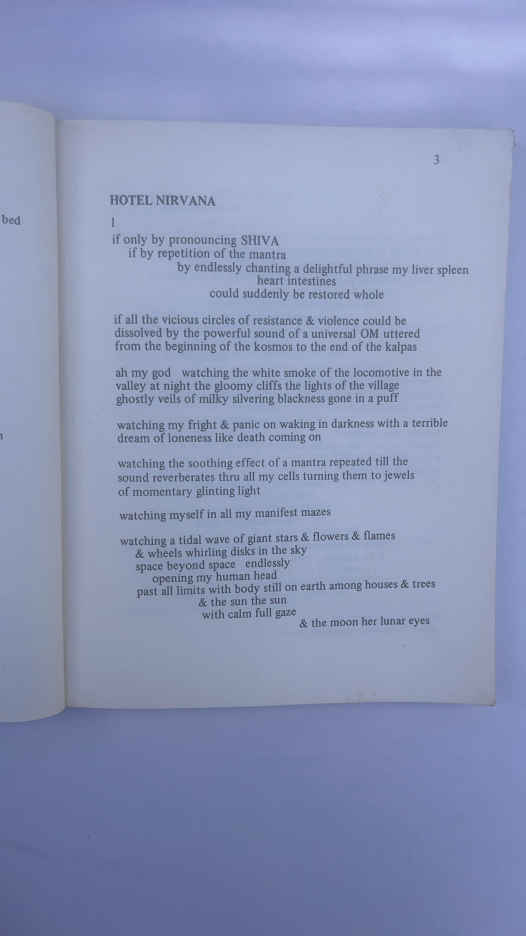 bed
3
HOTEL NIRVANA
1
if only by pronouncing SHIVA
if by repetition of the mantra
by endlessly chanting a delightful phrase my liver spleen
heart intestines
could suddenly be restored whole
if all the vicious circles of resistance & violence could be
dissolved by the powerful sound of a universal OM uttered
from the beginning of the kosmos to the end of the kalpas
ah my god   watching the white smoke of the locomotive in the
valley at night the gloomy cliffs the lights of the village
ghostly veils of milky silvering blackness gone in a puff
watching my fright & panic on waking in darkness with a terrible
dream of loneness like death coming on
watching the soothing effect of a mantra repeated till the
sound reverberates thru all my cells turning them to jewels
of momentary glinting light
watching myself in all my manifest mazes
watching a tidal wave of giant stars & flowers & flames
& wheels whirling disks in the sky
space beyond space   endlessly
opening my human head
past all limits with body still on earth among houses & trees
& the sun the sun
with calm full gaze
& the moon her lunar eyes